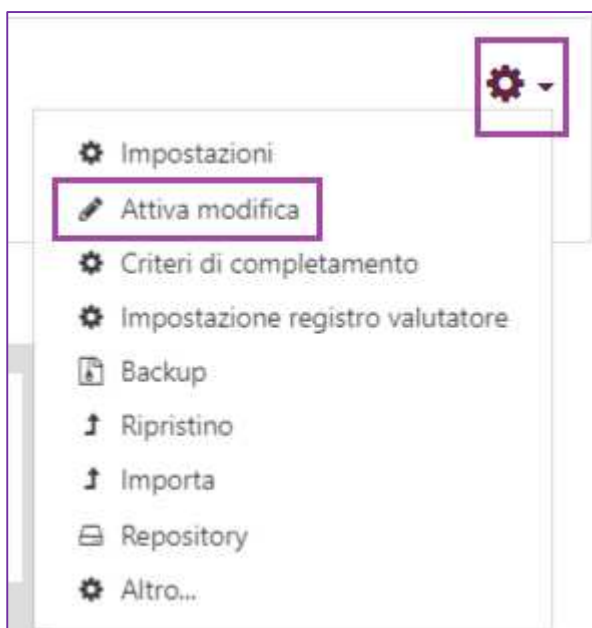 Impostazioni
Attiva modifica
Criteri di completamento
Impostazione registro valutatore
Backup
Ripristino
Importa
Repository
Altro...